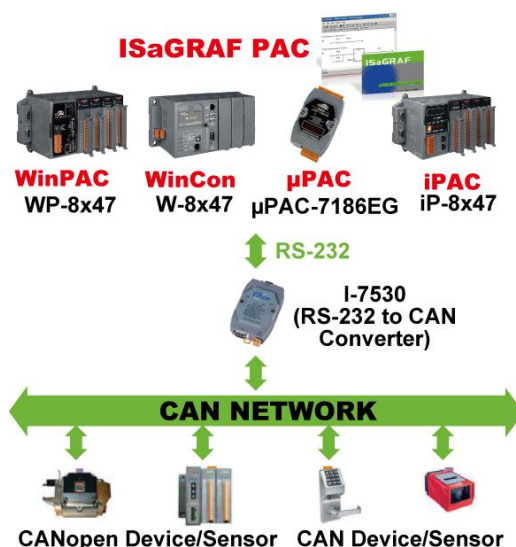 ISaGRAF PAC
ISaGRAF
WinPAC
WP-8x47
WinCon
W-8x47
µPAC
µPAC-7186EG
iPAC
iP-8x47
RS-232
I-7530
(RS-232 to CAN
Converter)
CAN NETWORK
CANopen Device/Sensor
CAN Device/Sensor